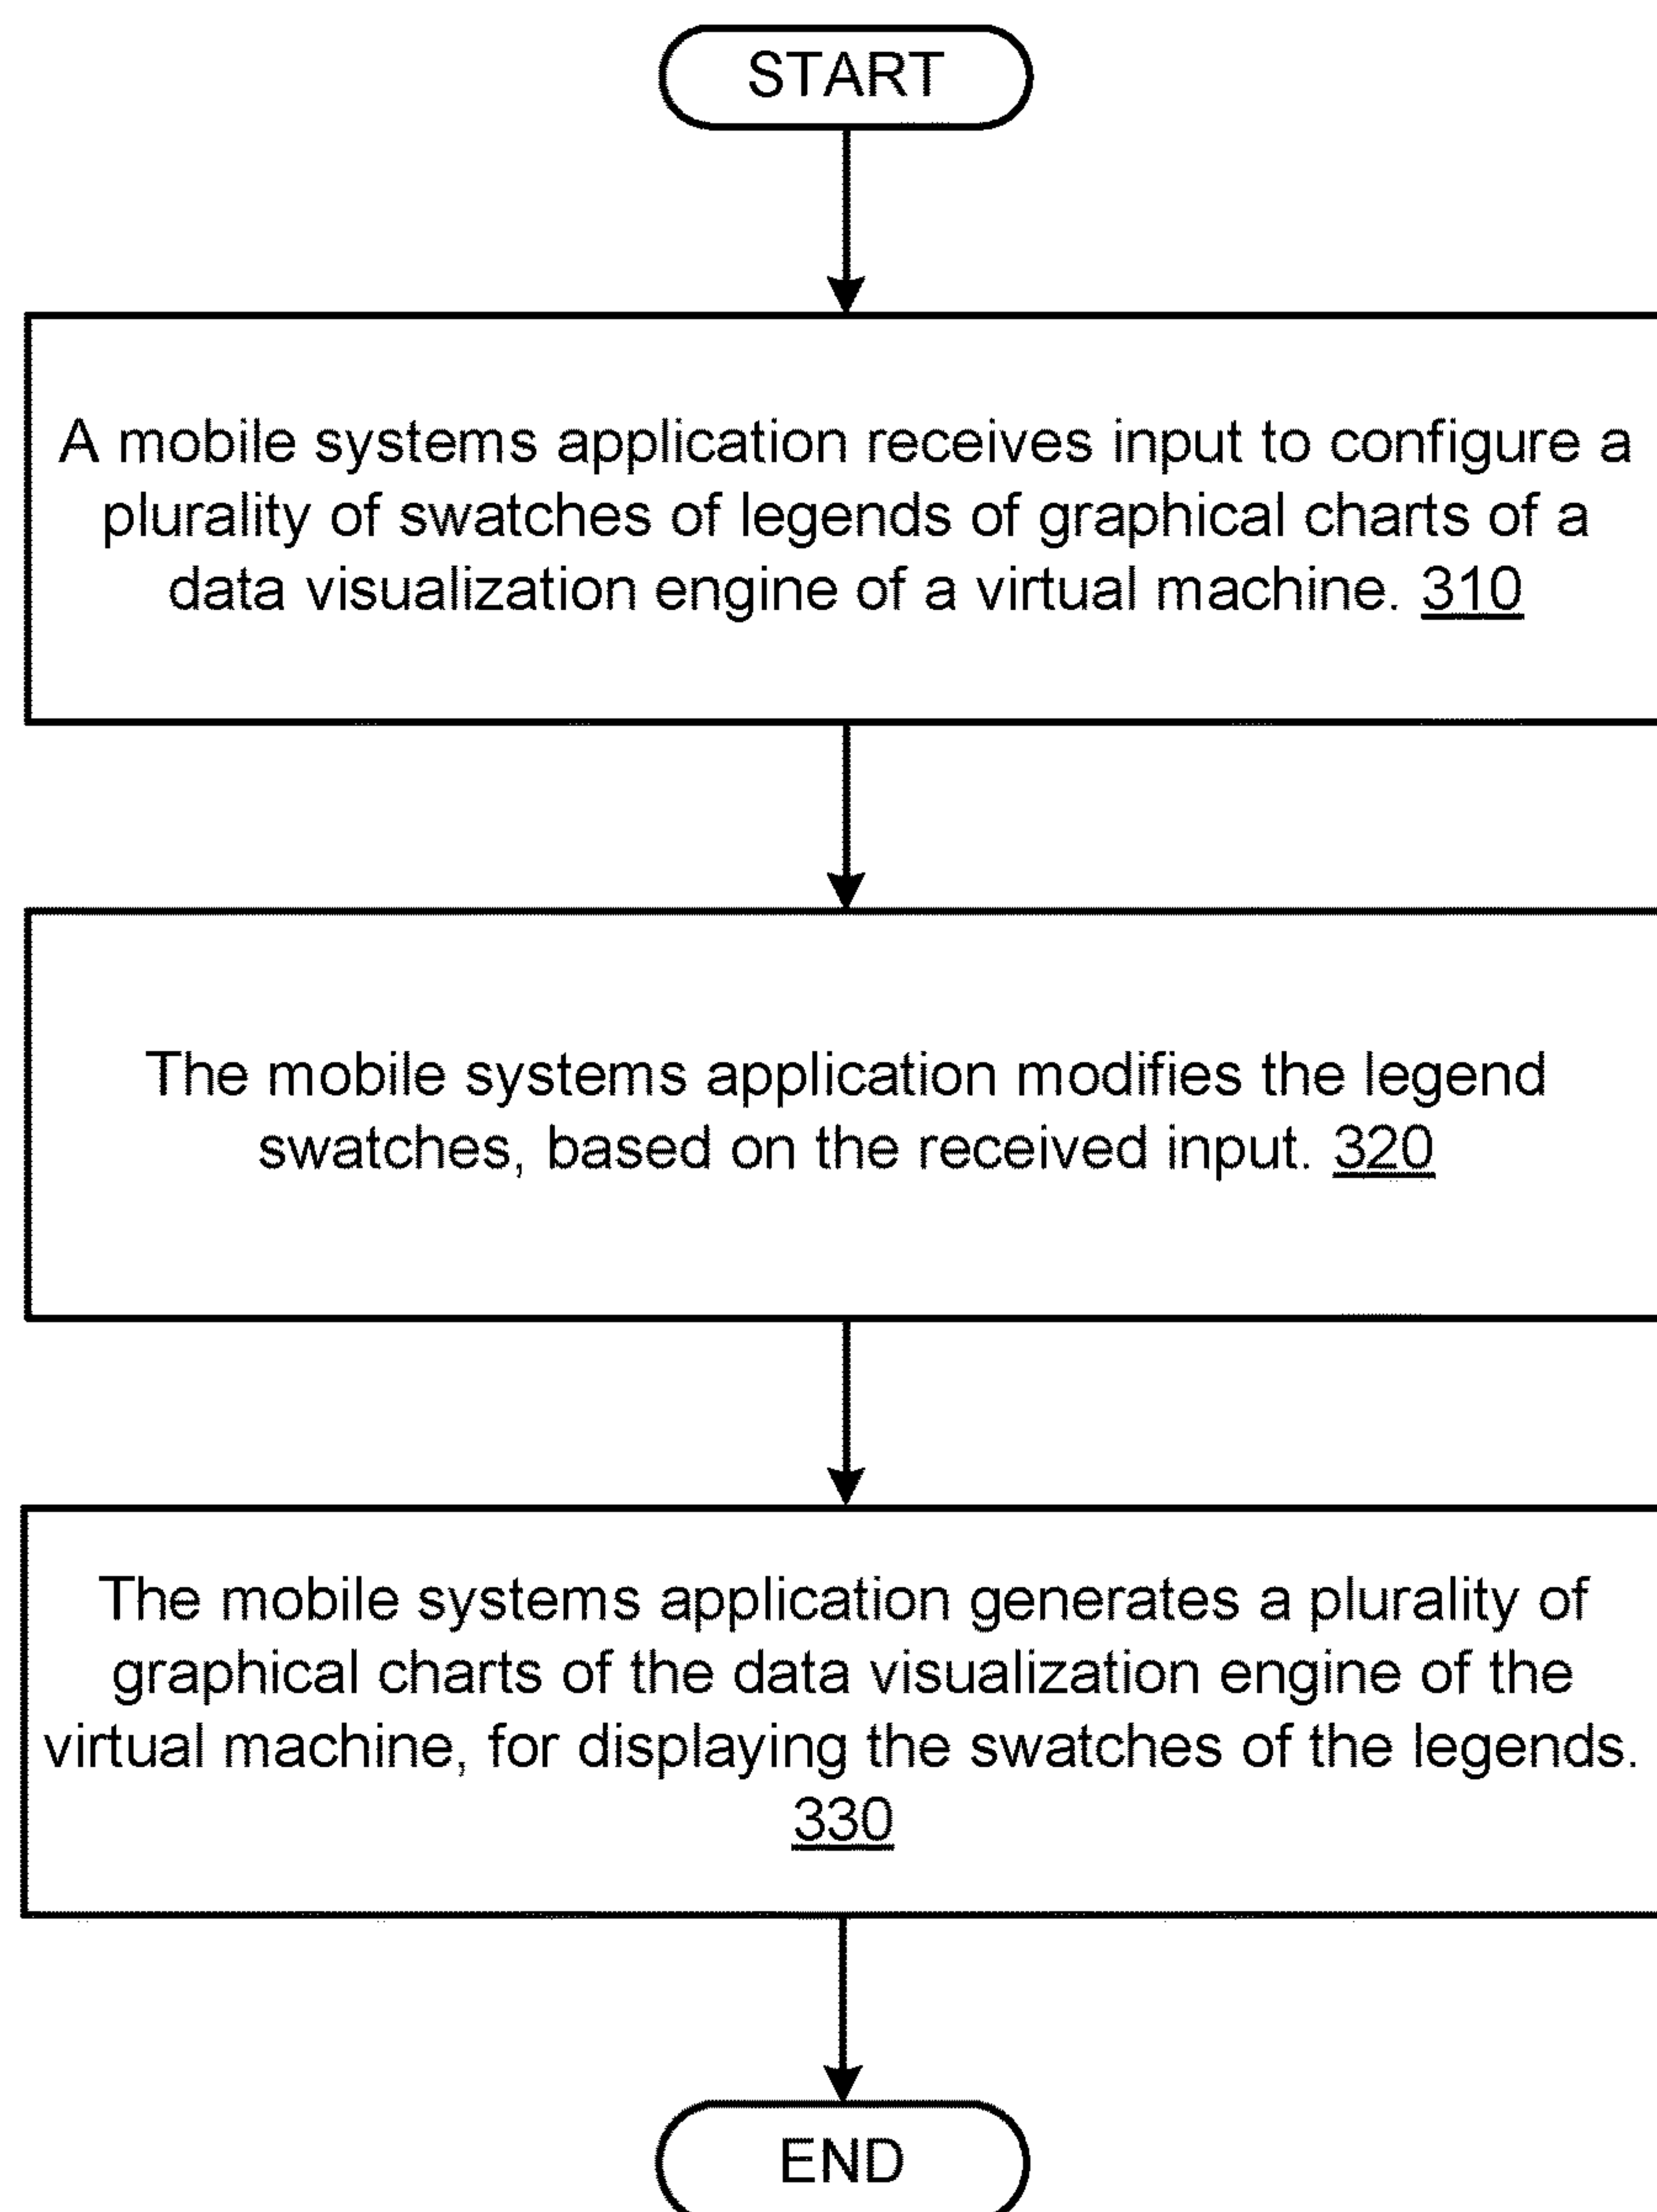 START
A mobile systems application receives input to configure a
plurality of swatches of legends of graphical charts of a
data visualization engine of a virtual machine. 310
The mobile systems application modifies the legend
swatches, based on the received input. 320
The mobile systems application generates a plurality of
graphical charts of the data visualization engine of the
virtual machine, for displaying the swatches of the legends.
330
END